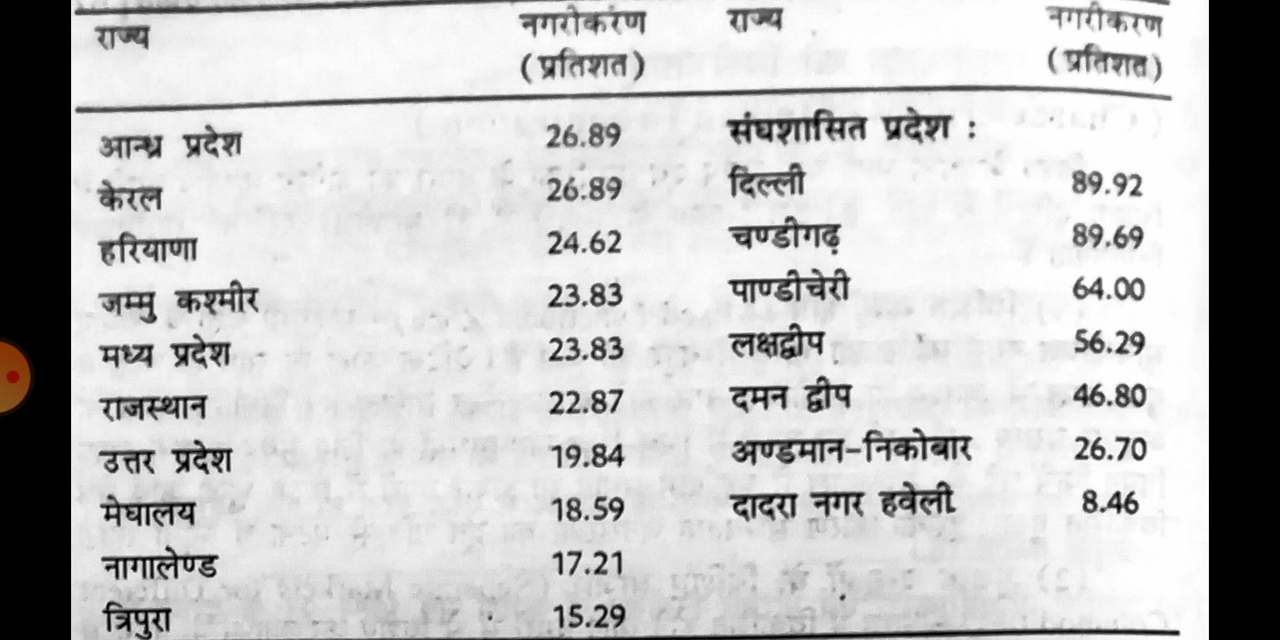 राज्य नगरीकरण राज्य नगरीकरण
(प्रतिशत) (प्रतिशत)
आन्ध्र प्रदेश 26.89 संघशासित प्रदेश :
केरल 26.89 दिल्ली 89.92
हरियाणा 24.62 चण्डीगढ़ 89.69
जम्मु कश्मीर 23.83 पाण्डीचेरी 64.00
मध्य प्रदेश 23.83 लक्षद्वीप 56.29
राजस्थान 22.87 दमन द्वीप 46.80
उत्तर प्रदेश 19.84 अण्डमान-निकोबार 26.70
मेघालय 18.59 दादरा नगर हवेली 8.46
नागालेण्ड 17.21
त्रिपुरा 15.29